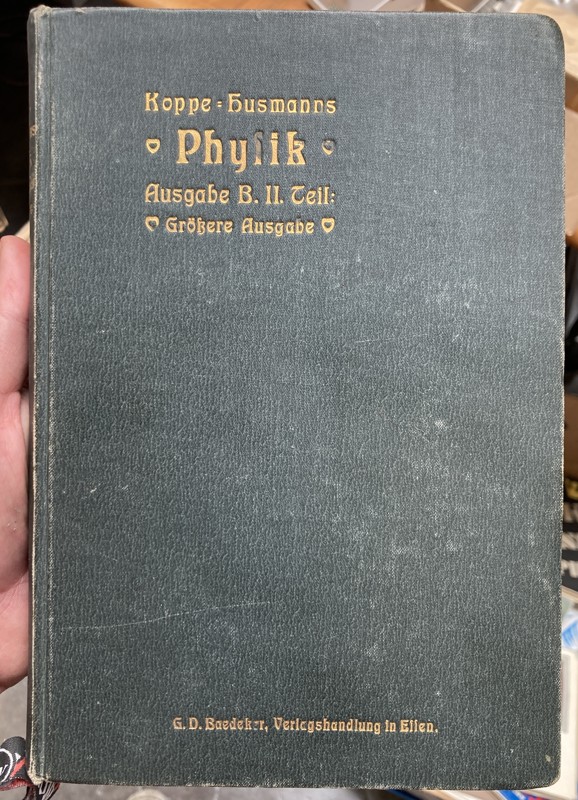 Koppe=Husmanns
Phyſik
Ausgabe B. II. Teil:
Größere Ausgabe
G. D. Baedeker, Verlagshandlung in Eſſen.